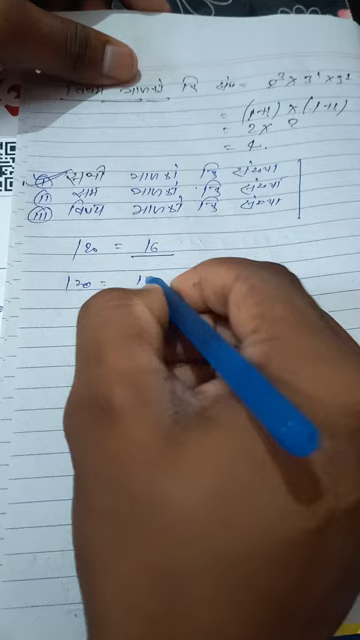 विषम भाजकों कि संख्या = 2³ × 3¹ × 5¹
= (1+1) × (1+1)
= 2 × 2
= 4.
(I) सभी भाजकों कि संख्या
(II) सम भाजकों कि संख्या
(III) विषम भाजकों कि संख्या
120 = 16
120 = 1